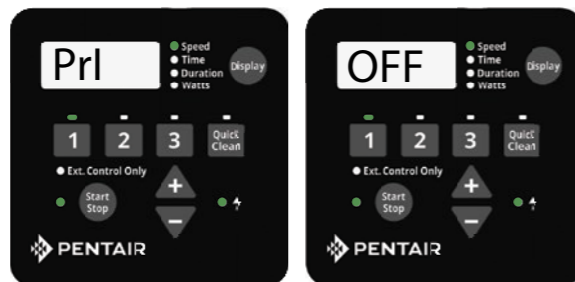 Prl
Speed
Time
Duration
Watts
Display
1
2
3
Quick
Clean
Ext. Control Only
Start
Stop
+
−
PENTAIR
OFF
Speed
Time
Duration
Watts
Display
1
2
3
Quick
Clean
Ext. Control Only
Start
Stop
+
−
PENTAIR